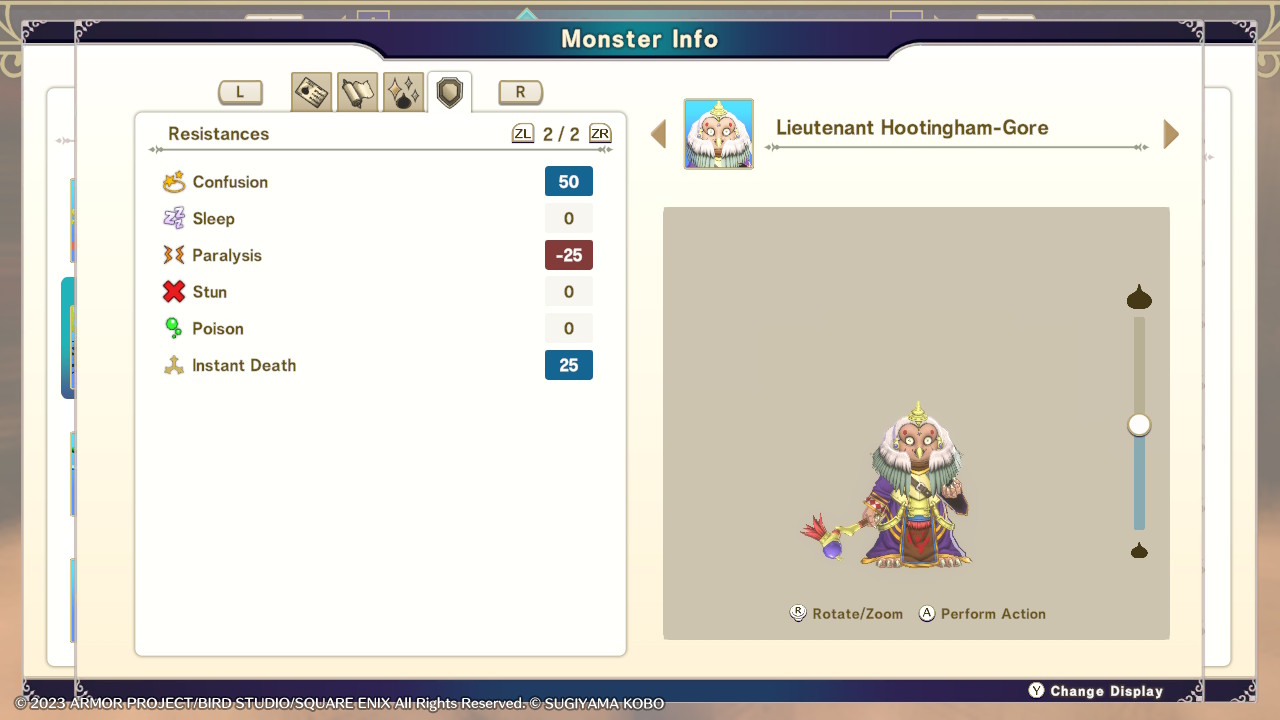 Monster Info
L
R
Resistances
ZL 2 / 2 ZR
Confusion 50
Sleep 0
Paralysis -25
Stun 0
Poison 0
Instant Death 25
Lieutenant Hootingham-Gore
R Rotate/Zoom A Perform Action
Y Change Display
© 2023 ARMOR PROJECT/BIRD STUDIO/SQUARE ENIX All Rights Reserved. © SUGIYAMA KOBO